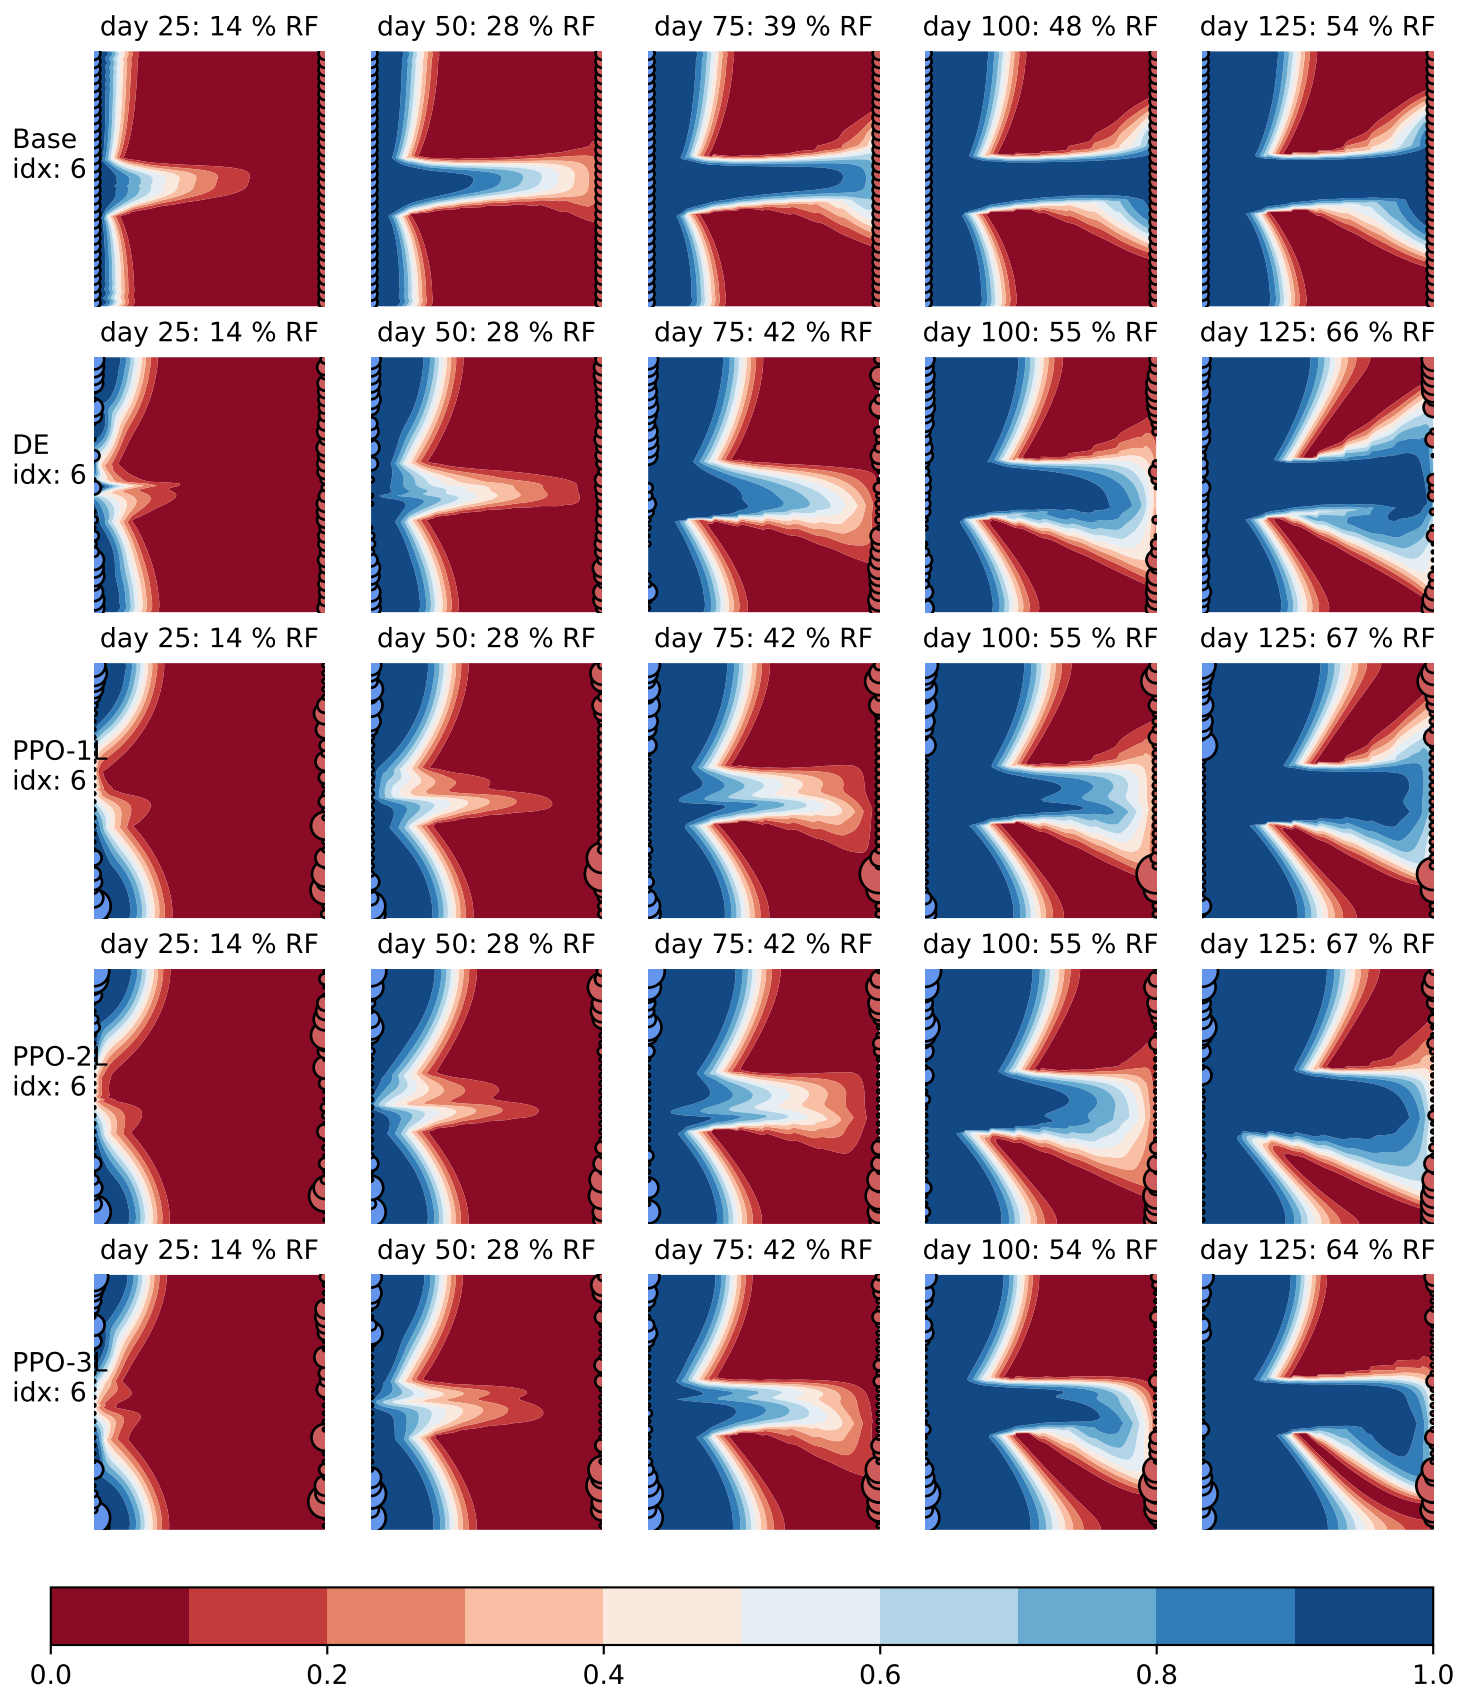 day 25: 14 % RF
day 50: 28 % RF
day 75: 39 % RF
day 100: 48 % RF
day 125: 54 % RF
Base
idx: 6
day 25: 14 % RF
day 50: 28 % RF
day 75: 42 % RF
day 100: 55 % RF
day 125: 66 % RF
DE
idx: 6
day 25: 14 % RF
day 50: 28 % RF
day 75: 42 % RF
day 100: 55 % RF
day 125: 67 % RF
PPO-1L
idx: 6
day 25: 14 % RF
day 50: 28 % RF
day 75: 42 % RF
day 100: 55 % RF
day 125: 67 % RF
PPO-2L
idx: 6
day 25: 14 % RF
day 50: 28 % RF
day 75: 42 % RF
day 100: 54 % RF
day 125: 64 % RF
PPO-3L
idx: 6
0.0
0.2
0.4
0.6
0.8
1.0